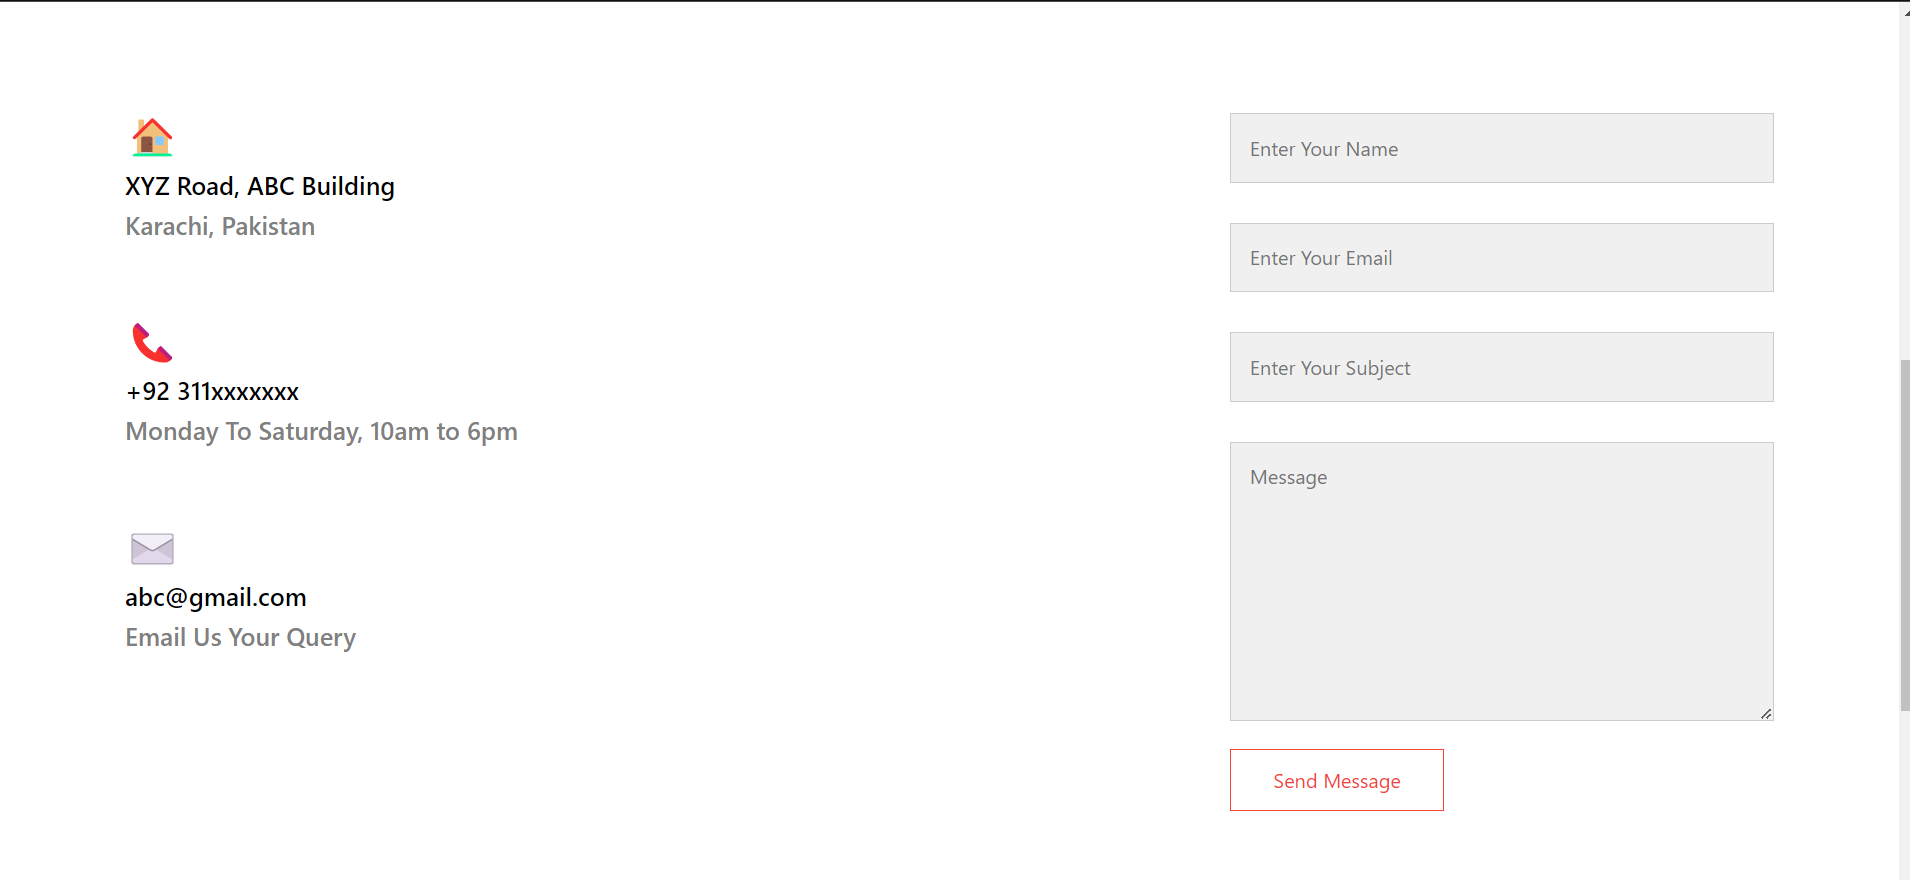 XYZ Road, ABC Building
Karachi, Pakistan
+92 311xxxxxxx
Monday To Saturday, 10am to 6pm
abc@gmail.com
Email Us Your Query
Enter Your Name
Enter Your Email
Enter Your Subject
Message
Send Message